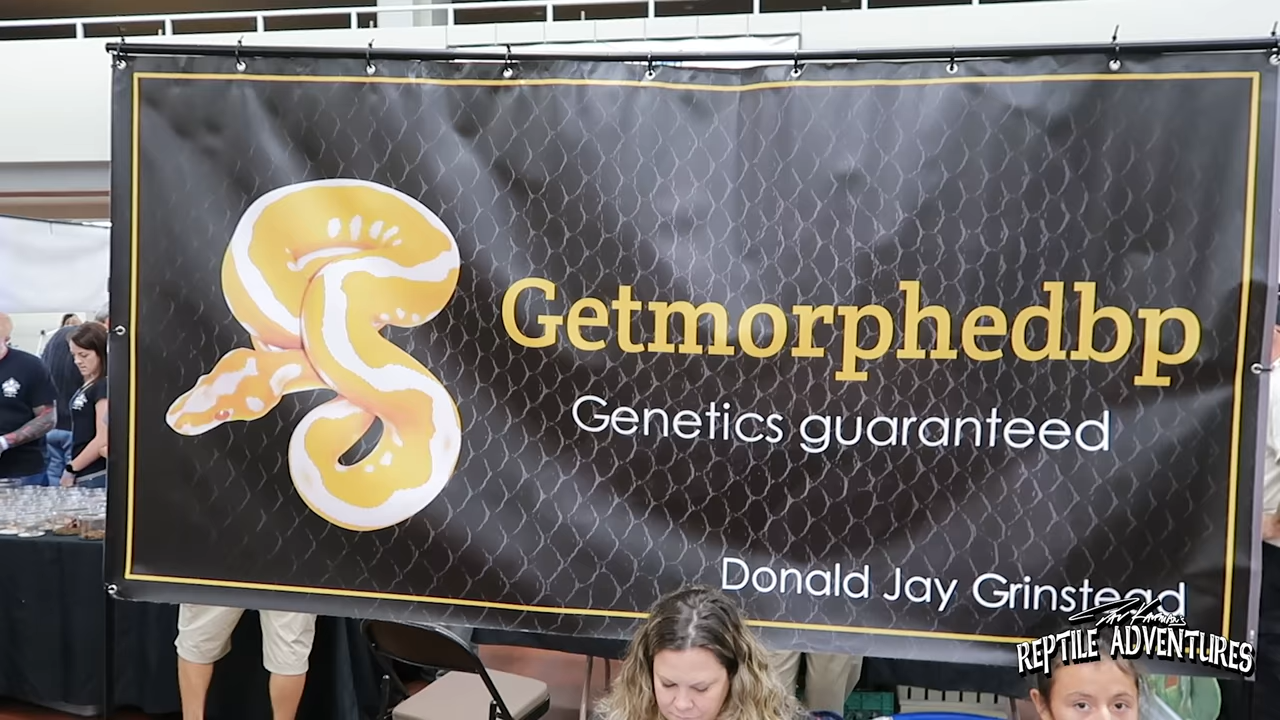 Getmorphedbp
Genetics guaranteed
Donald Jay Grinstead
REPTILE ADVENTURES